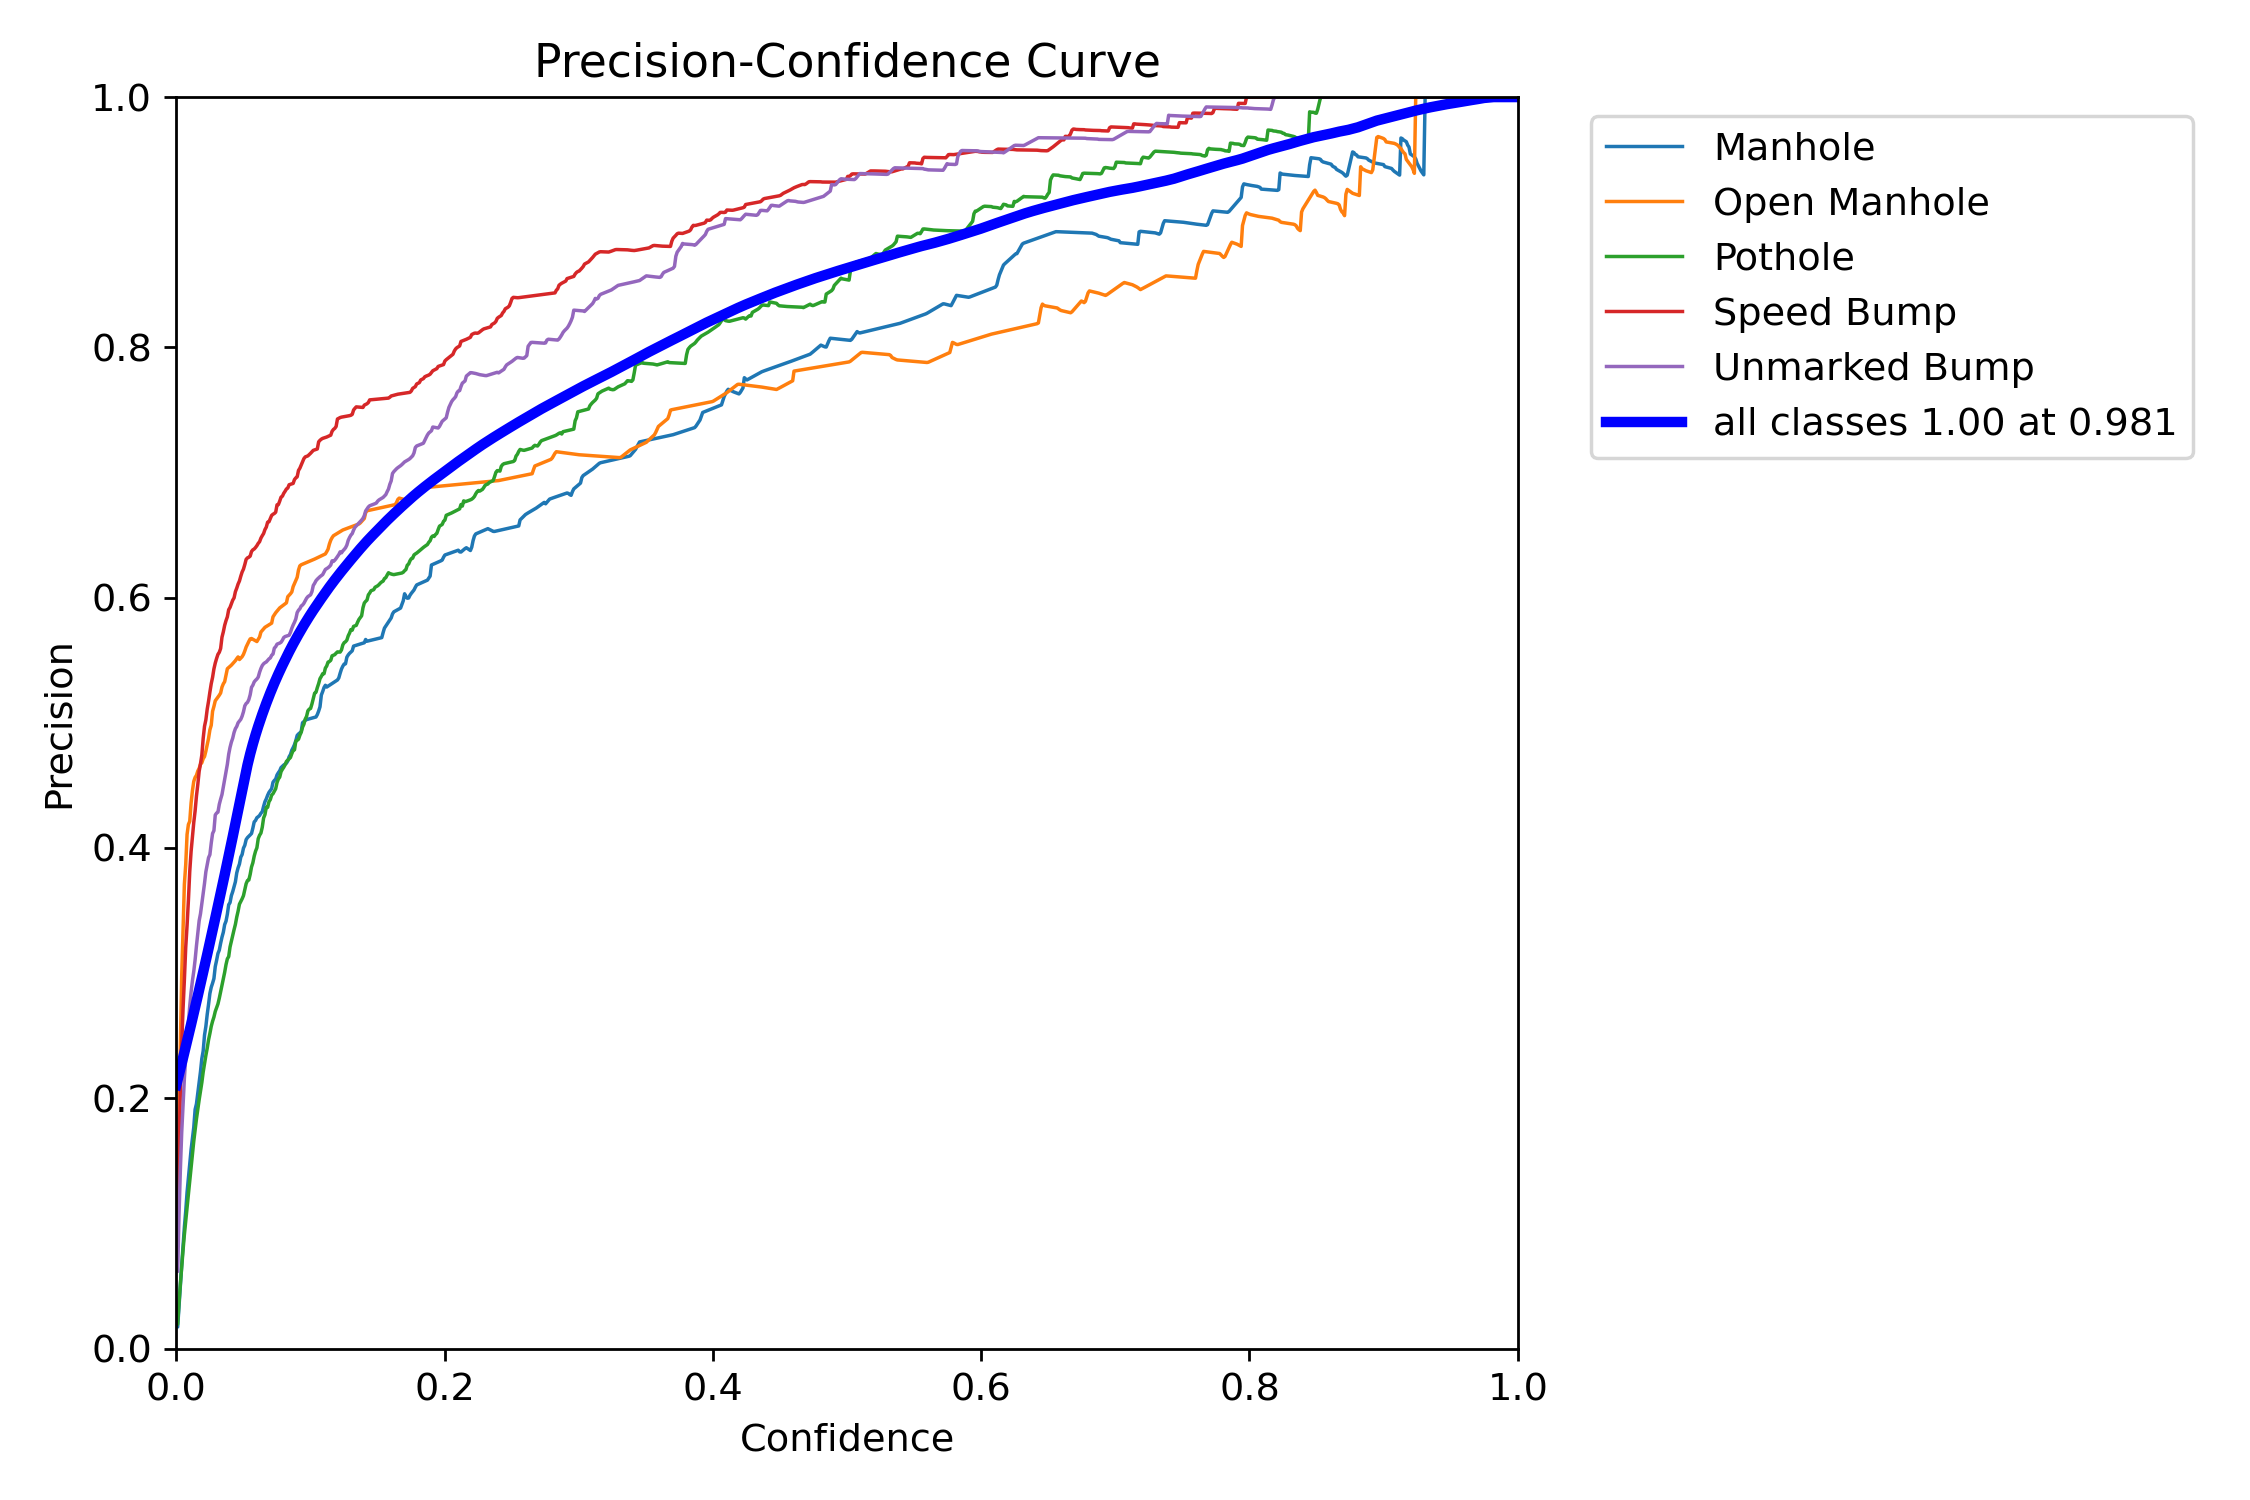 Precision-Confidence Curve
1.0
0.8
0.6
0.4
0.2
0.0
Precision
0.0 0.2 0.4 0.6 0.8 1.0
Confidence
Manhole
Open Manhole
Pothole
Speed Bump
Unmarked Bump
all classes 1.00 at 0.981